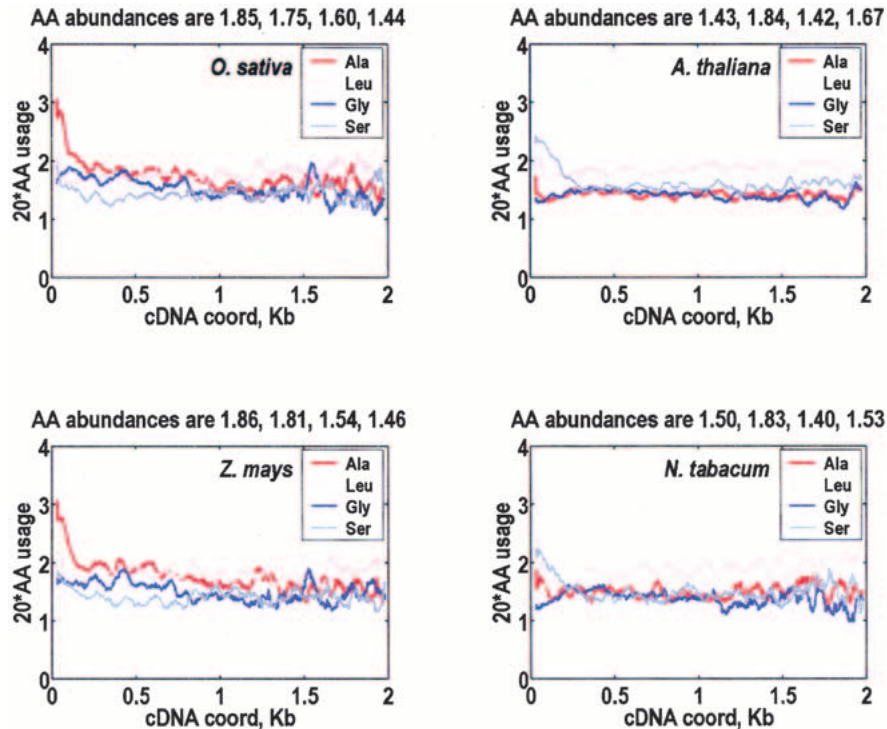 AA abundances are 1.85, 1.75, 1.60, 1.44
4
3
2
1
0
20*AA usage
O. sativa
Ala
Leu
Gly
Ser
0
0.5
1
1.5
2
cDNA coord, Kb
AA abundances are 1.43, 1.84, 1.42, 1.67
4
3
2
1
0
20*AA usage
A. thaliana
Ala
Leu
Gly
Ser
0
0.5
1
1.5
2
cDNA coord, Kb
AA abundances are 1.86, 1.81, 1.54, 1.46
4
3
2
1
0
20*AA usage
Z. mays
Ala
Leu
Gly
Ser
0
0.5
1
1.5
2
cDNA coord, Kb
AA abundances are 1.50, 1.83, 1.40, 1.53
4
3
2
1
0
20*AA usage
N. tabacum
Ala
Leu
Gly
Ser
0
0.5
1
1.5
2
cDNA coord, Kb